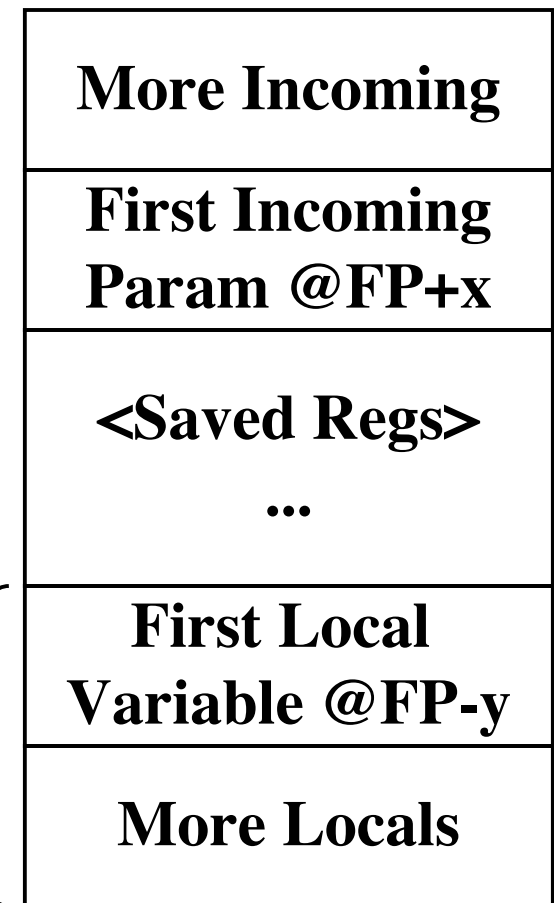 More Incoming
First Incoming
Param @FP+x
<Saved Regs>
...
First Local
Variable @FP-y
More Locals